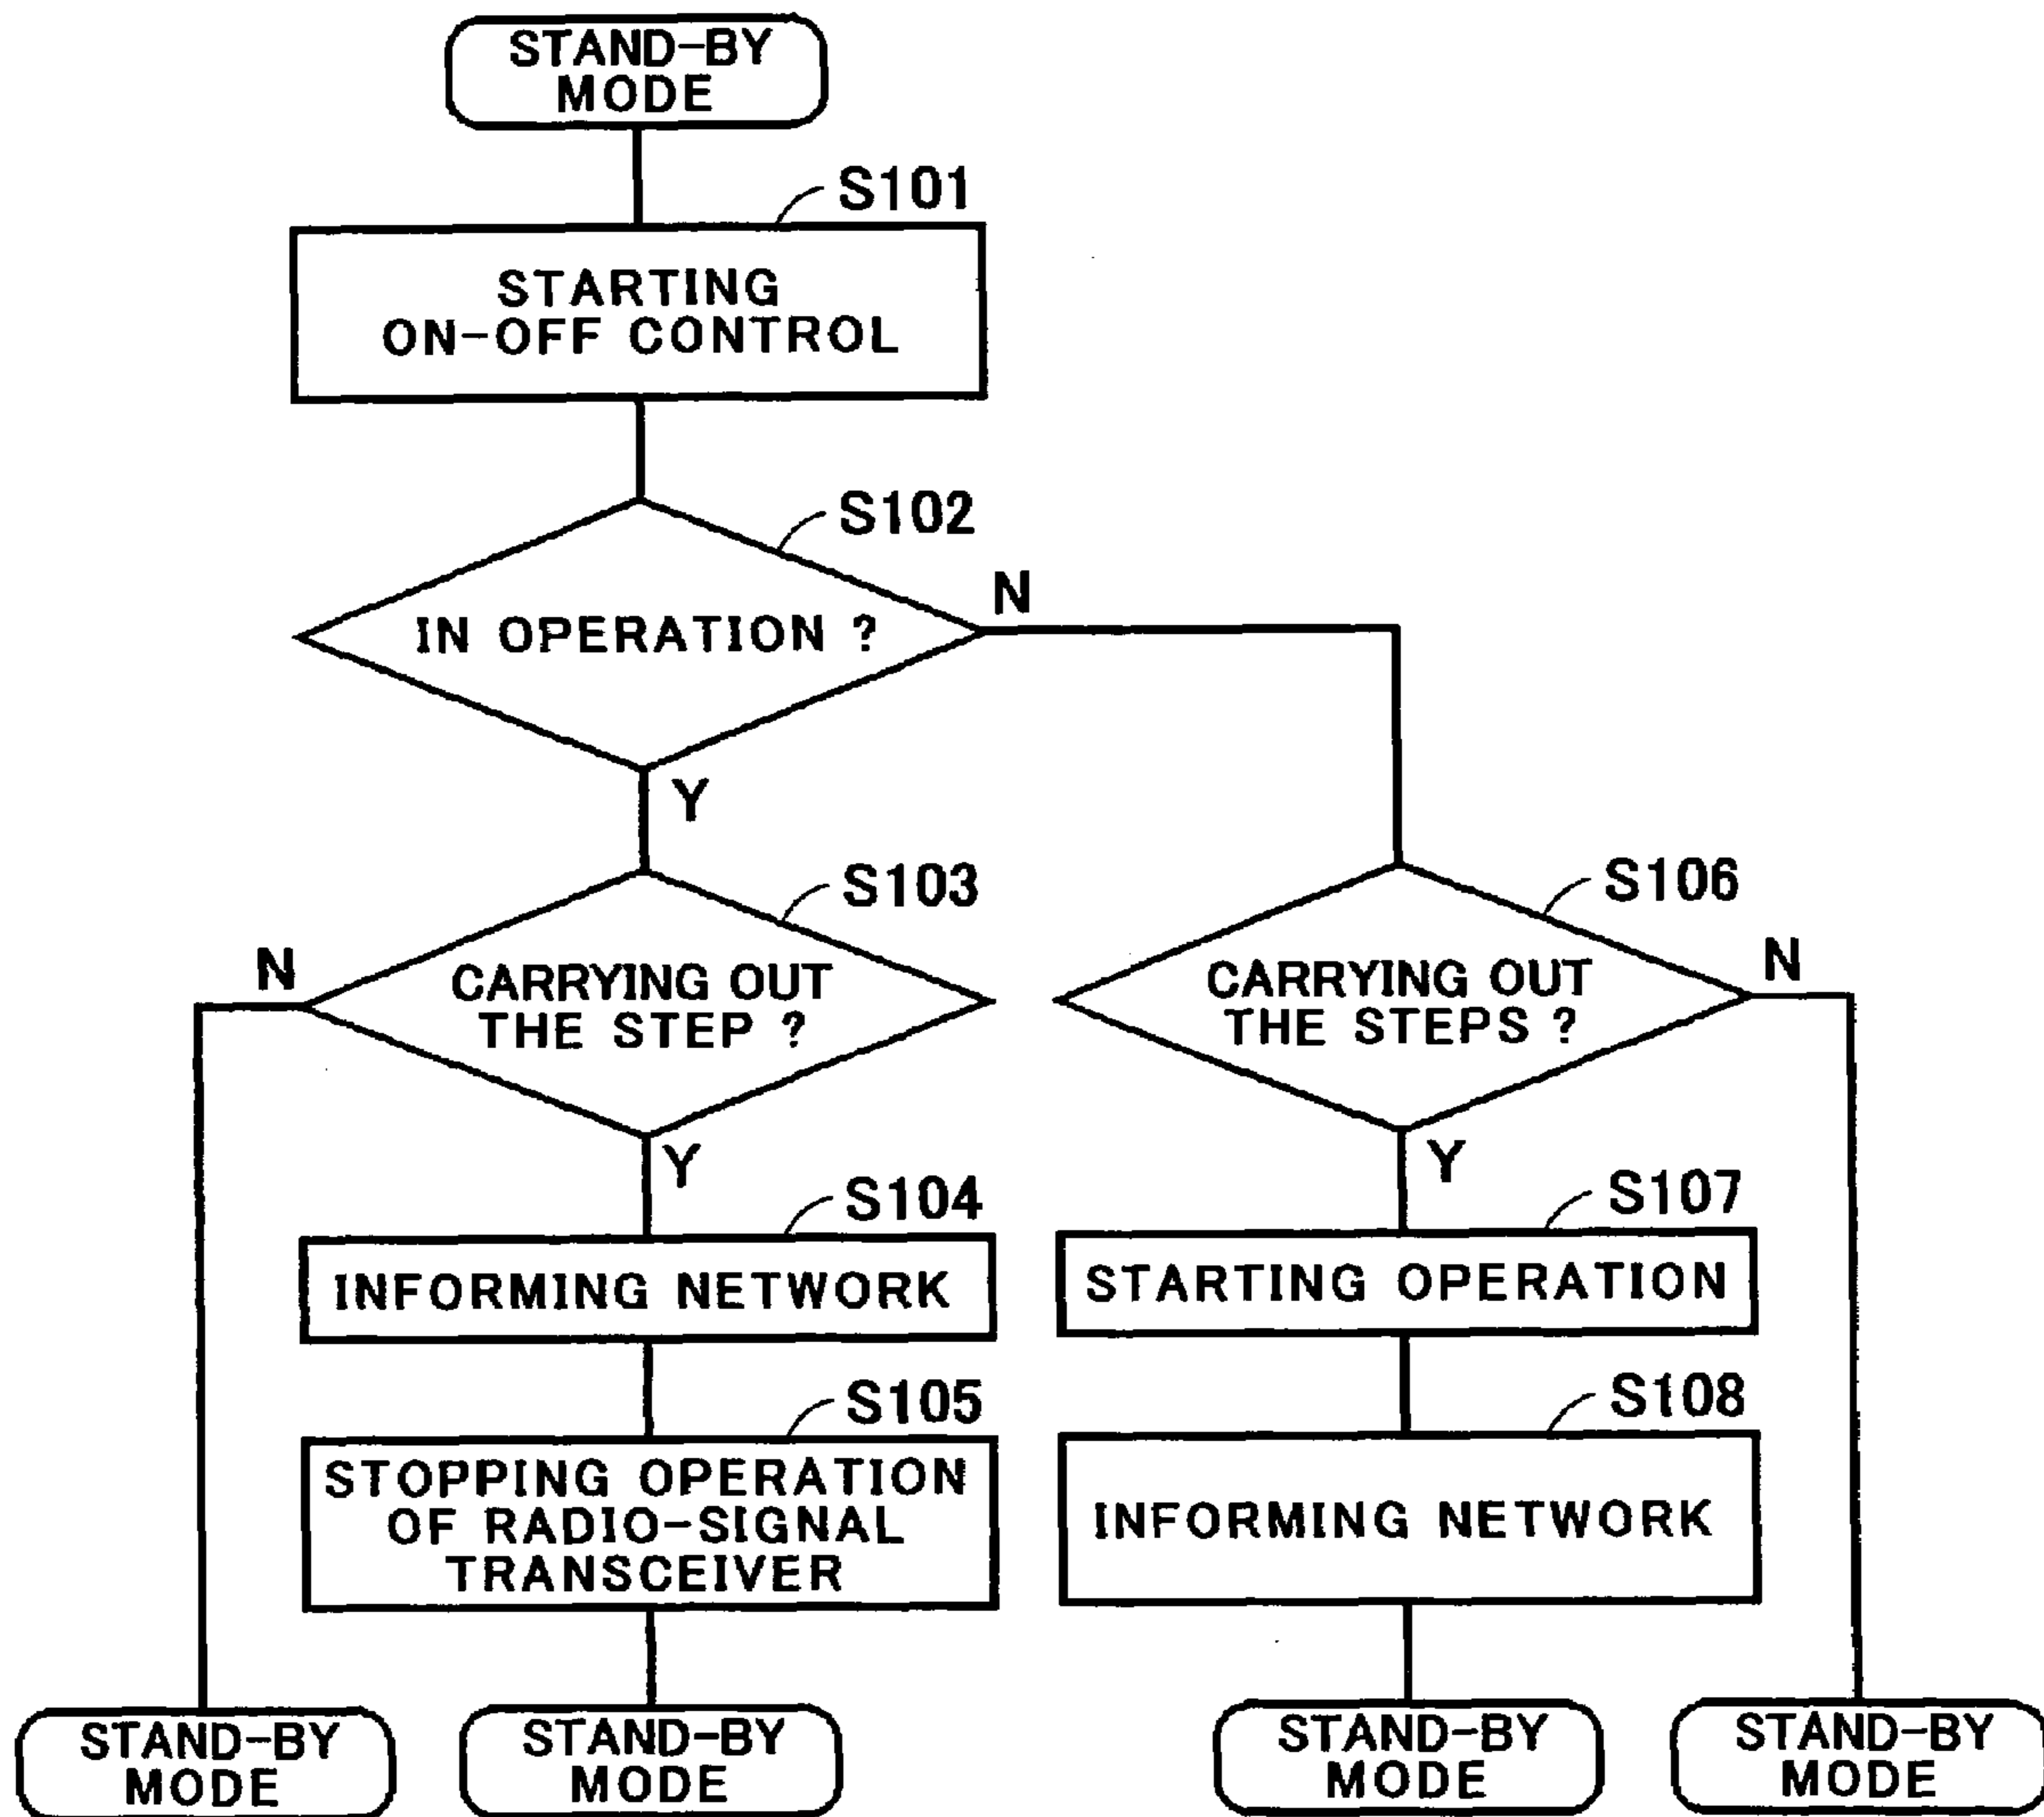 STAND-BY
MODE
S101
STARTING
ON-OFF CONTROL
S102
IN OPERATION ?
N
Y
S103
CARRYING OUT
THE STEP ?
N
Y
S104
INFORMING NETWORK
S105
STOPPING OPERATION
OF RADIO-SIGNAL
TRANSCEIVER
STAND-BY
MODE
STAND-BY
MODE
S106
CARRYING OUT
THE STEPS ?
N
Y
S107
STARTING OPERATION
S108
INFORMING NETWORK
STAND-BY
MODE
STAND-BY
MODE